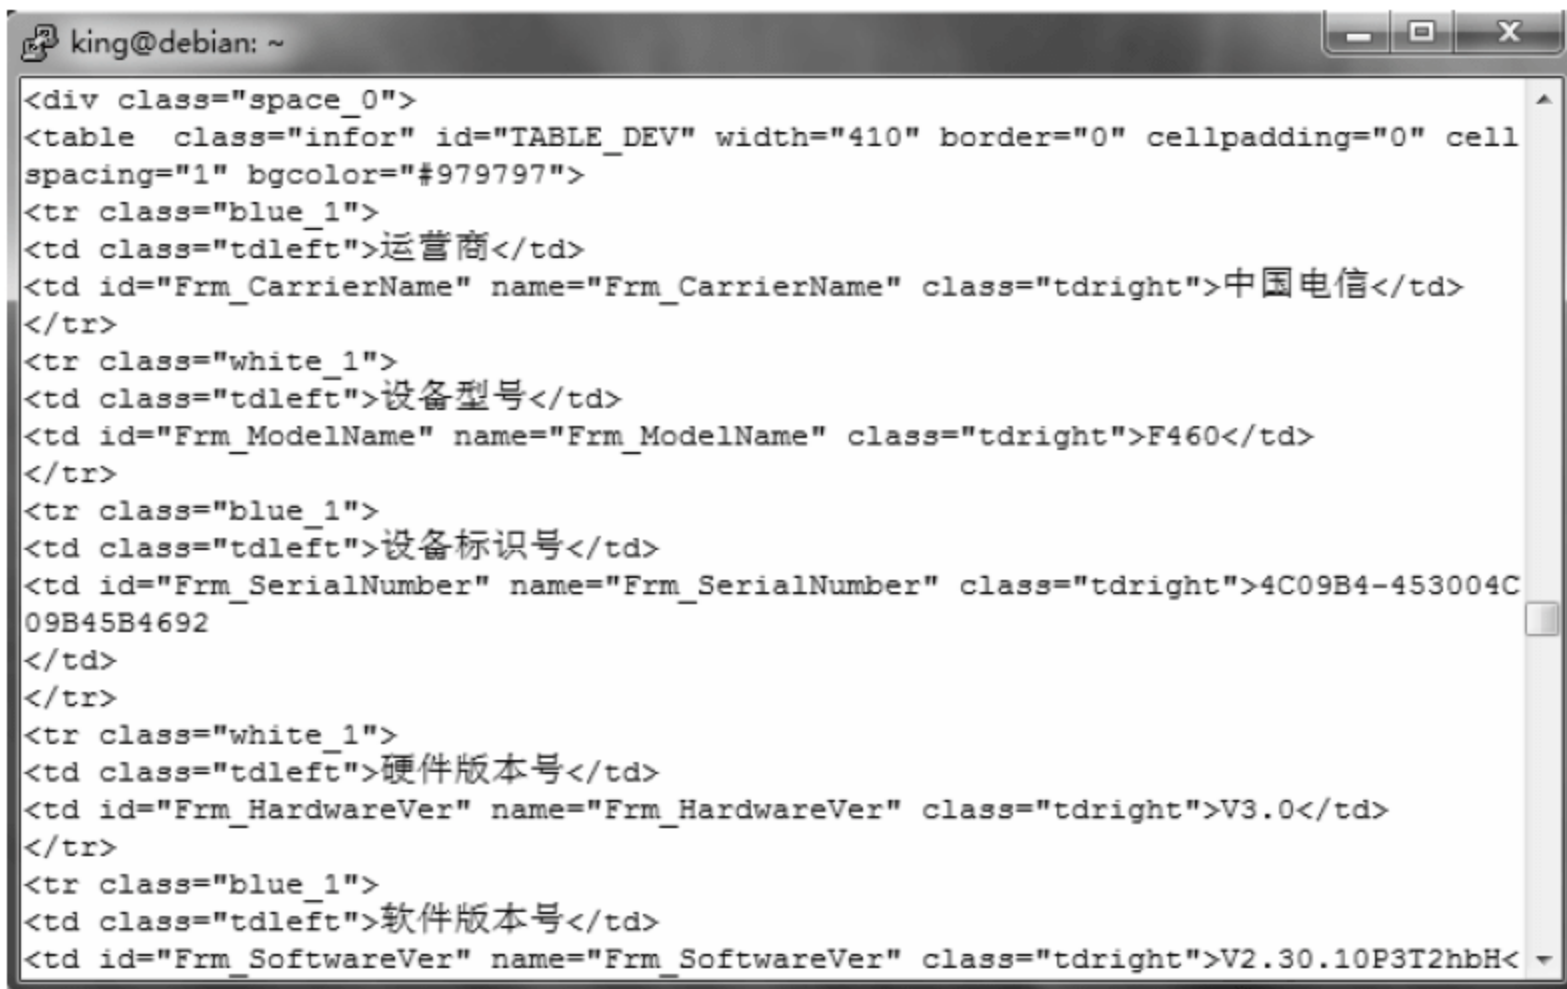 king@debian: ~
<div class="space_0">
<table  class="infor" id="TABLE_DEV" width="410" border="0" cellpadding="0" cell
spacing="1" bgcolor="#979797">
<tr class="blue_1">
<td class="tdleft">运营商</td>
<td id="Frm_CarrierName" name="Frm_CarrierName" class="tdright">中国电信</td>
</tr>
<tr class="white_1">
<td class="tdleft">设备型号</td>
<td id="Frm_ModelName" name="Frm_ModelName" class="tdright">F460</td>
</tr>
<tr class="blue_1">
<td class="tdleft">设备标识号</td>
<td id="Frm_SerialNumber" name="Frm_SerialNumber" class="tdright">4C09B4-453004C
09B45B4692
</td>
</tr>
<tr class="white_1">
<td class="tdleft">硬件版本号</td>
<td id="Frm_HardwareVer" name="Frm_HardwareVer" class="tdright">V3.0</td>
</tr>
<tr class="blue_1">
<td class="tdleft">软件版本号</td>
<td id="Frm_SoftwareVer" name="Frm_SoftwareVer" class="tdright">V2.30.10P3T2hbH<